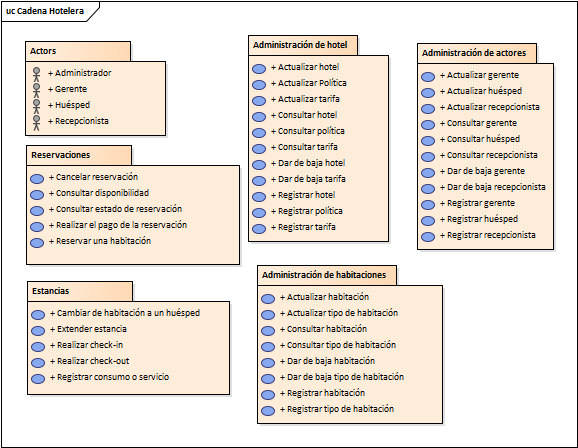 uc Cadena Hotelera
Actors
+ Administrador
+ Gerente
+ Huésped
+ Recepcionista
Reservaciones
+ Cancelar reservación
+ Consultar disponibilidad
+ Consultar estado de reservación
+ Realizar el pago de la reservación
+ Reservar una habitación
Estancias
+ Cambiar de habitación a un huésped
+ Extender estancia
+ Realizar check-in
+ Realizar check-out
+ Registrar consumo o servicio
Administración de hotel
+ Actualizar hotel
+ Actualizar Política
+ Actualizar tarifa
+ Consultar hotel
+ Consultar política
+ Consultar tarifa
+ Dar de baja hotel
+ Dar de baja tarifa
+ Registrar hotel
+ Registrar política
+ Registrar tarifa
Administración de habitaciones
+ Actualizar habitación
+ Actualizar tipo de habitación
+ Consultar habitación
+ Consultar tipo de habitación
+ Dar de baja habitación
+ Dar de baja tipo de habitación
+ Registrar habitación
+ Registrar tipo de habitación
Administración de actores
+ Actualizar gerente
+ Actualizar huésped
+ Actualizar recepcionista
+ Consultar gerente
+ Consultar huésped
+ Consultar recepcionista
+ Dar de baja gerente
+ Dar de baja recepcionista
+ Registrar gerente
+ Registrar huésped
+ Registrar recepcionista